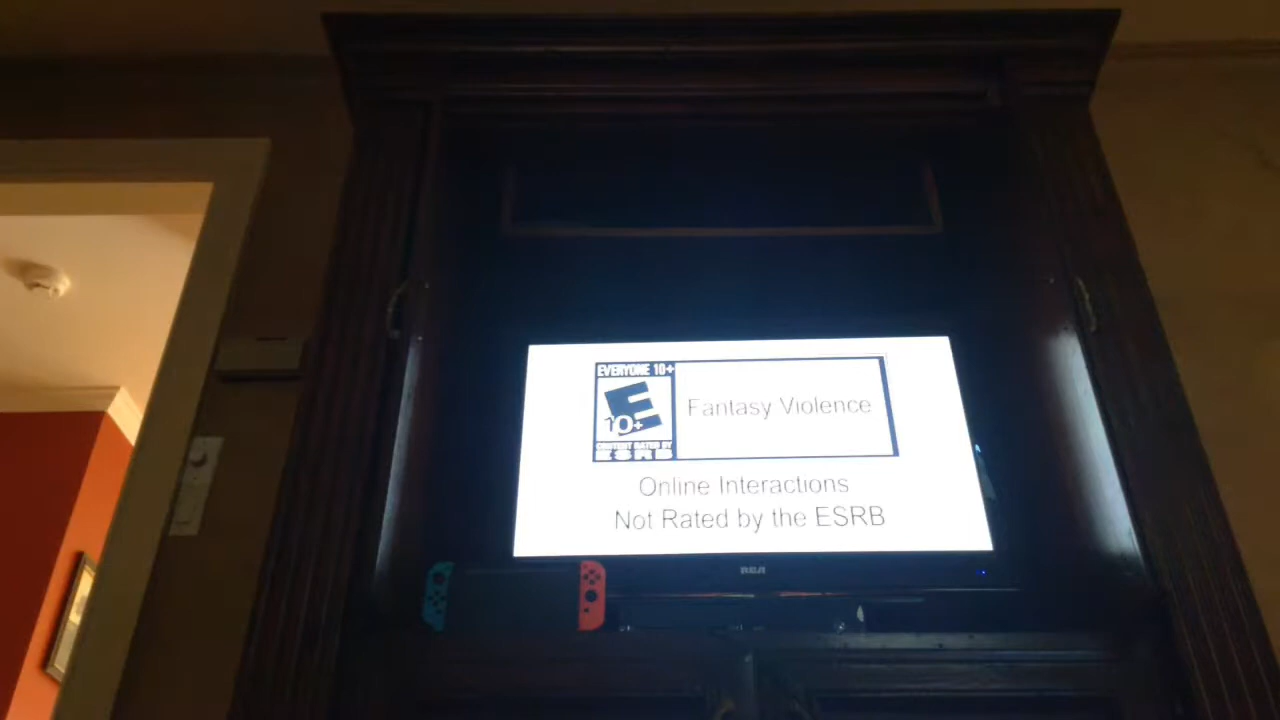 EVERYONE 10+
E
10+
CONTENT RATED BY
ESRB
Fantasy Violence
Online Interactions
Not Rated by the ESRB
RCA